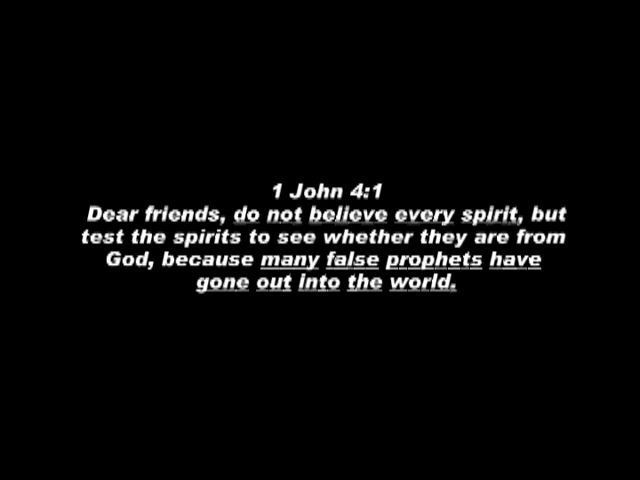 1 John 4:1
Dear friends, do not believe every spirit, but
test the spirits to see whether they are from
God, because many false prophets have
gone out into the world.